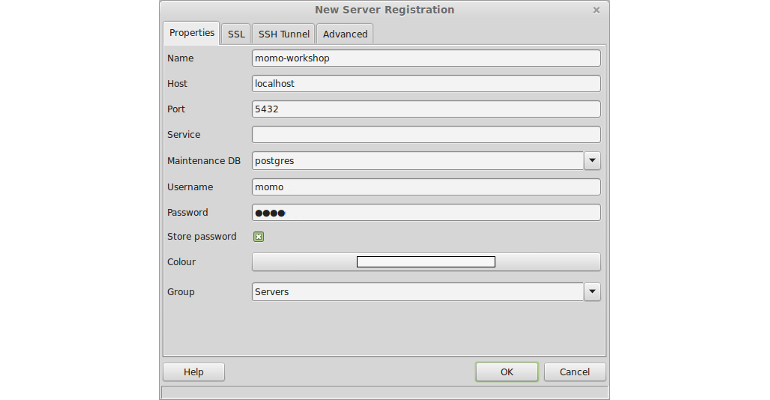 New Server Registration
Properties SSL SSH Tunnel Advanced
Name momo-workshop
Host localhost
Port 5432
Service
Maintenance DB postgres
Username momo
Password ●●●●
Store password
Colour
Group Servers
Help OK Cancel